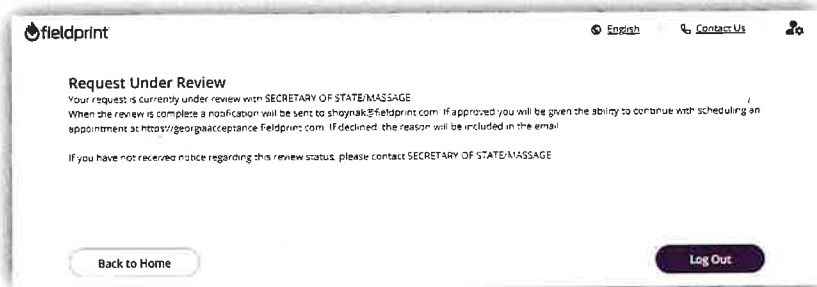 fieldprint
English
Contact Us
Request Under Review
Your request is currently under review with SECRETARY OF STATE/MASSAGE
When the review is complete a notification will be sent to shoynak@fieldprint.com. If approved you will be given the ability to continue with scheduling an
appointment at https://georgiaacceptance.fieldprint.com. If declined, the reason will be included in the email
If you have not received notice regarding this review status, please contact SECRETARY OF STATE/MASSAGE
Back to Home
Log Out